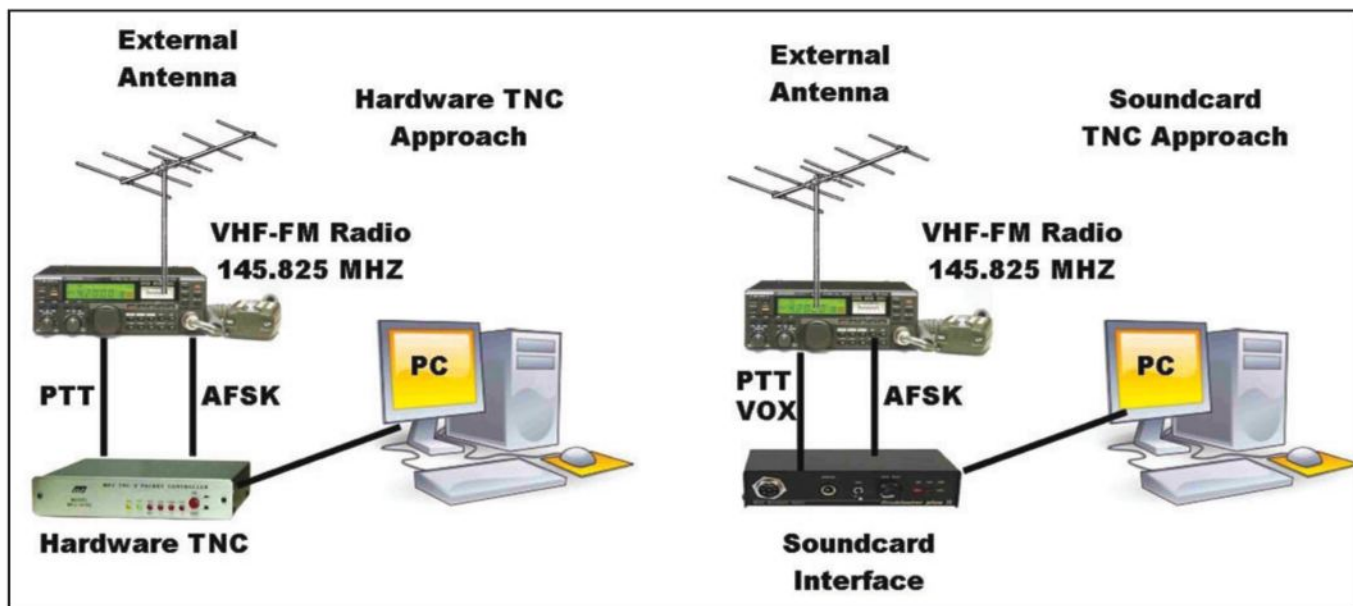 External
Antenna
Hardware TNC
Approach
VHF-FM Radio
145.825 MHZ
PTT
AFSK
PC
Hardware TNC
External
Antenna
Soundcard
TNC Approach
VHF-FM Radio
145.825 MHZ
PTT
VOX
AFSK
PC
Soundcard
Interface